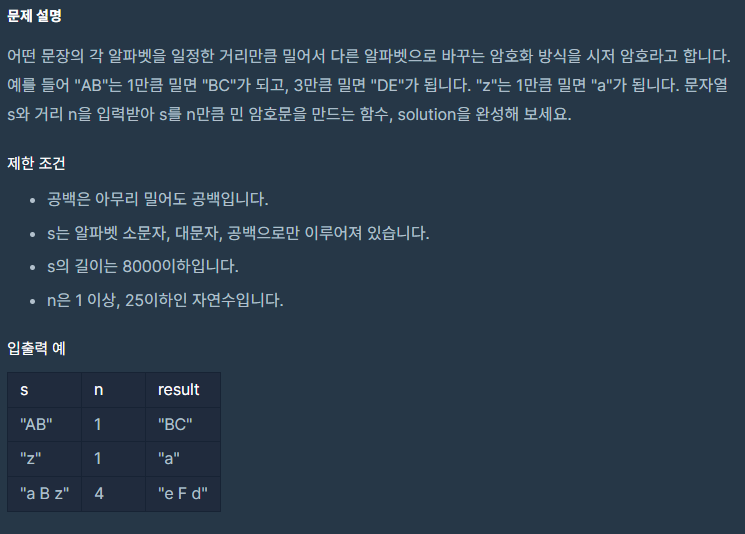 문제 설명
어떤 문장의 각 알파벳을 일정한 거리만큼 밀어서 다른 알파벳으로 바꾸는 암호화 방식을 시저 암호라고 합니다.
예를 들어 "AB"는 1만큼 밀면 "BC"가 되고, 3만큼 밀면 "DE"가 됩니다. "z"는 1만큼 밀면 "a"가 됩니다. 문자열
s와 거리 n을 입력받아 s를 n만큼 민 암호문을 만드는 함수, solution을 완성해 보세요.
제한 조건
• 공백은 아무리 밀어도 공백입니다.
• s는 알파벳 소문자, 대문자, 공백으로만 이루어져 있습니다.
• s의 길이는 8000이하입니다.
• n은 1 이상, 25이하인 자연수입니다.
입출력 예
s n result
"AB" 1 "BC"
"z" 1 "a"
"a B z" 4 "e F d"